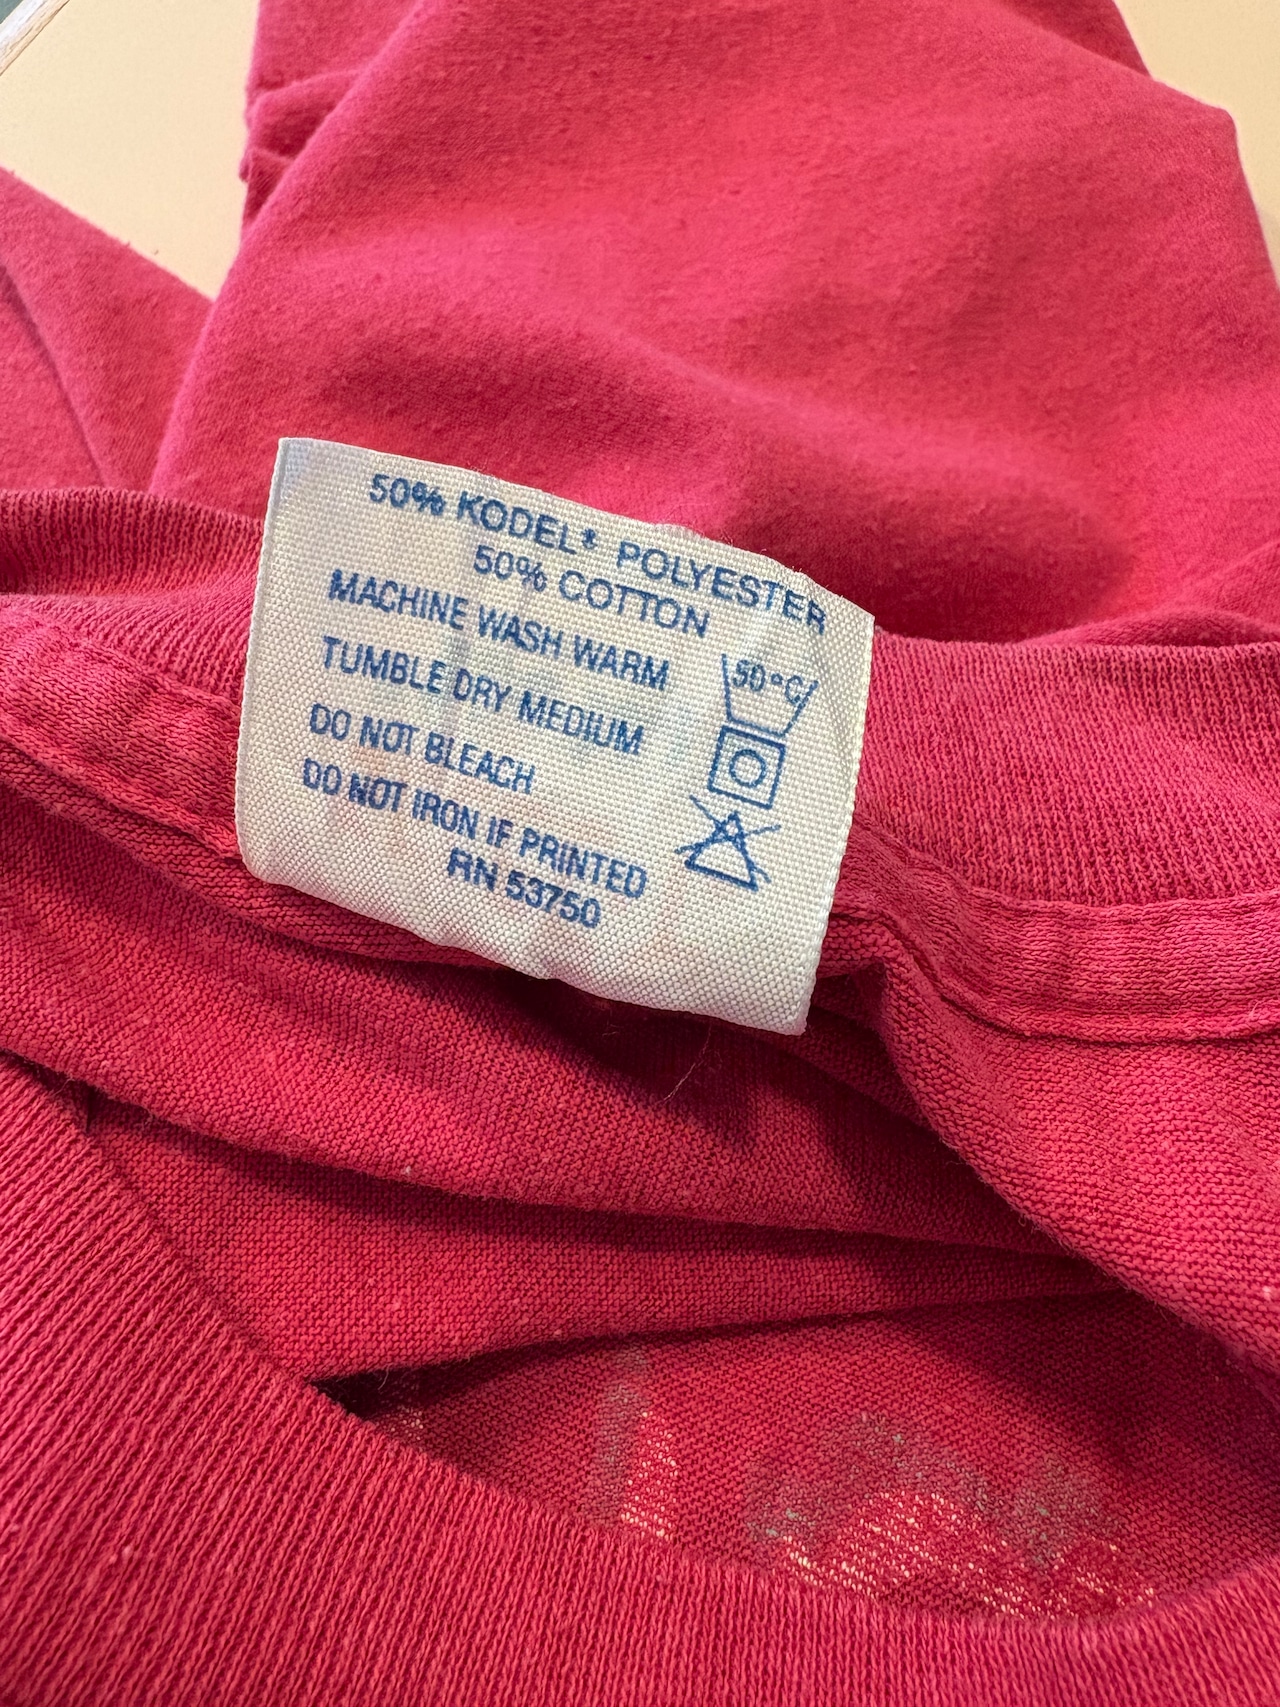 50% KODEL* POLYESTER
50% COTTON
MACHINE WASH WARM
TUMBLE DRY MEDIUM
DO NOT BLEACH
DO NOT IRON IF PRINTED
RN 53750
50°C